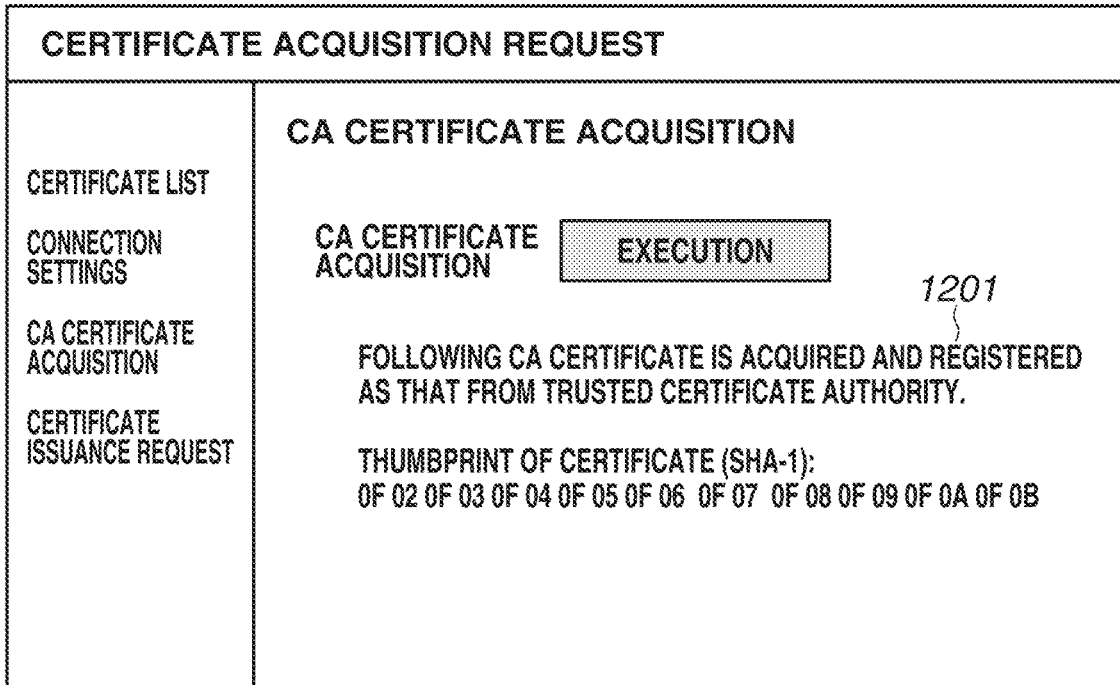 CERTIFICATE ACQUISITION REQUEST
CERTIFICATE LIST
CONNECTION
SETTINGS
CA CERTIFICATE
ACQUISITION
CERTIFICATE
ISSUANCE REQUEST
CA CERTIFICATE ACQUISITION
CA CERTIFICATE
ACQUISITION
EXECUTION
1201
FOLLOWING CA CERTIFICATE IS ACQUIRED AND REGISTERED
AS THAT FROM TRUSTED CERTIFICATE AUTHORITY.
THUMBPRINT OF CERTIFICATE (SHA-1):
0F 02 0F 03 0F 04 0F 05 0F 06 0F 07 0F 08 0F 09 0F 0A 0F 0B